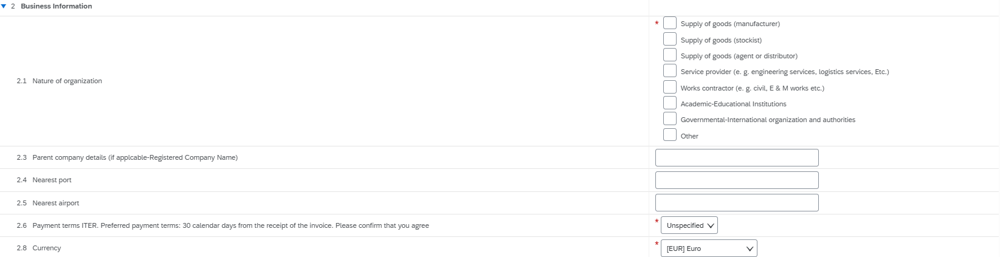 2 Business Information
* Supply of goods (manufacturer)
Supply of goods (stockist)
Supply of goods (agent or distributor)
Service provider (e. g. engineering services, logistics services, Etc.)
2.1 Nature of organization
Works contractor (e. g. civil, E & M works etc.)
Academic-Educational Institutions
Governmental-International organization and authorities
Other
2.3 Parent company details (if applcable-Registered Company Name)
2.4 Nearest port
2.5 Nearest airport
2.6 Payment terms ITER. Preferred payment terms: 30 calendar days from the receipt of the invoice. Please confirm that you agree * Unspecified
2.8 Currency * [EUR] Euro